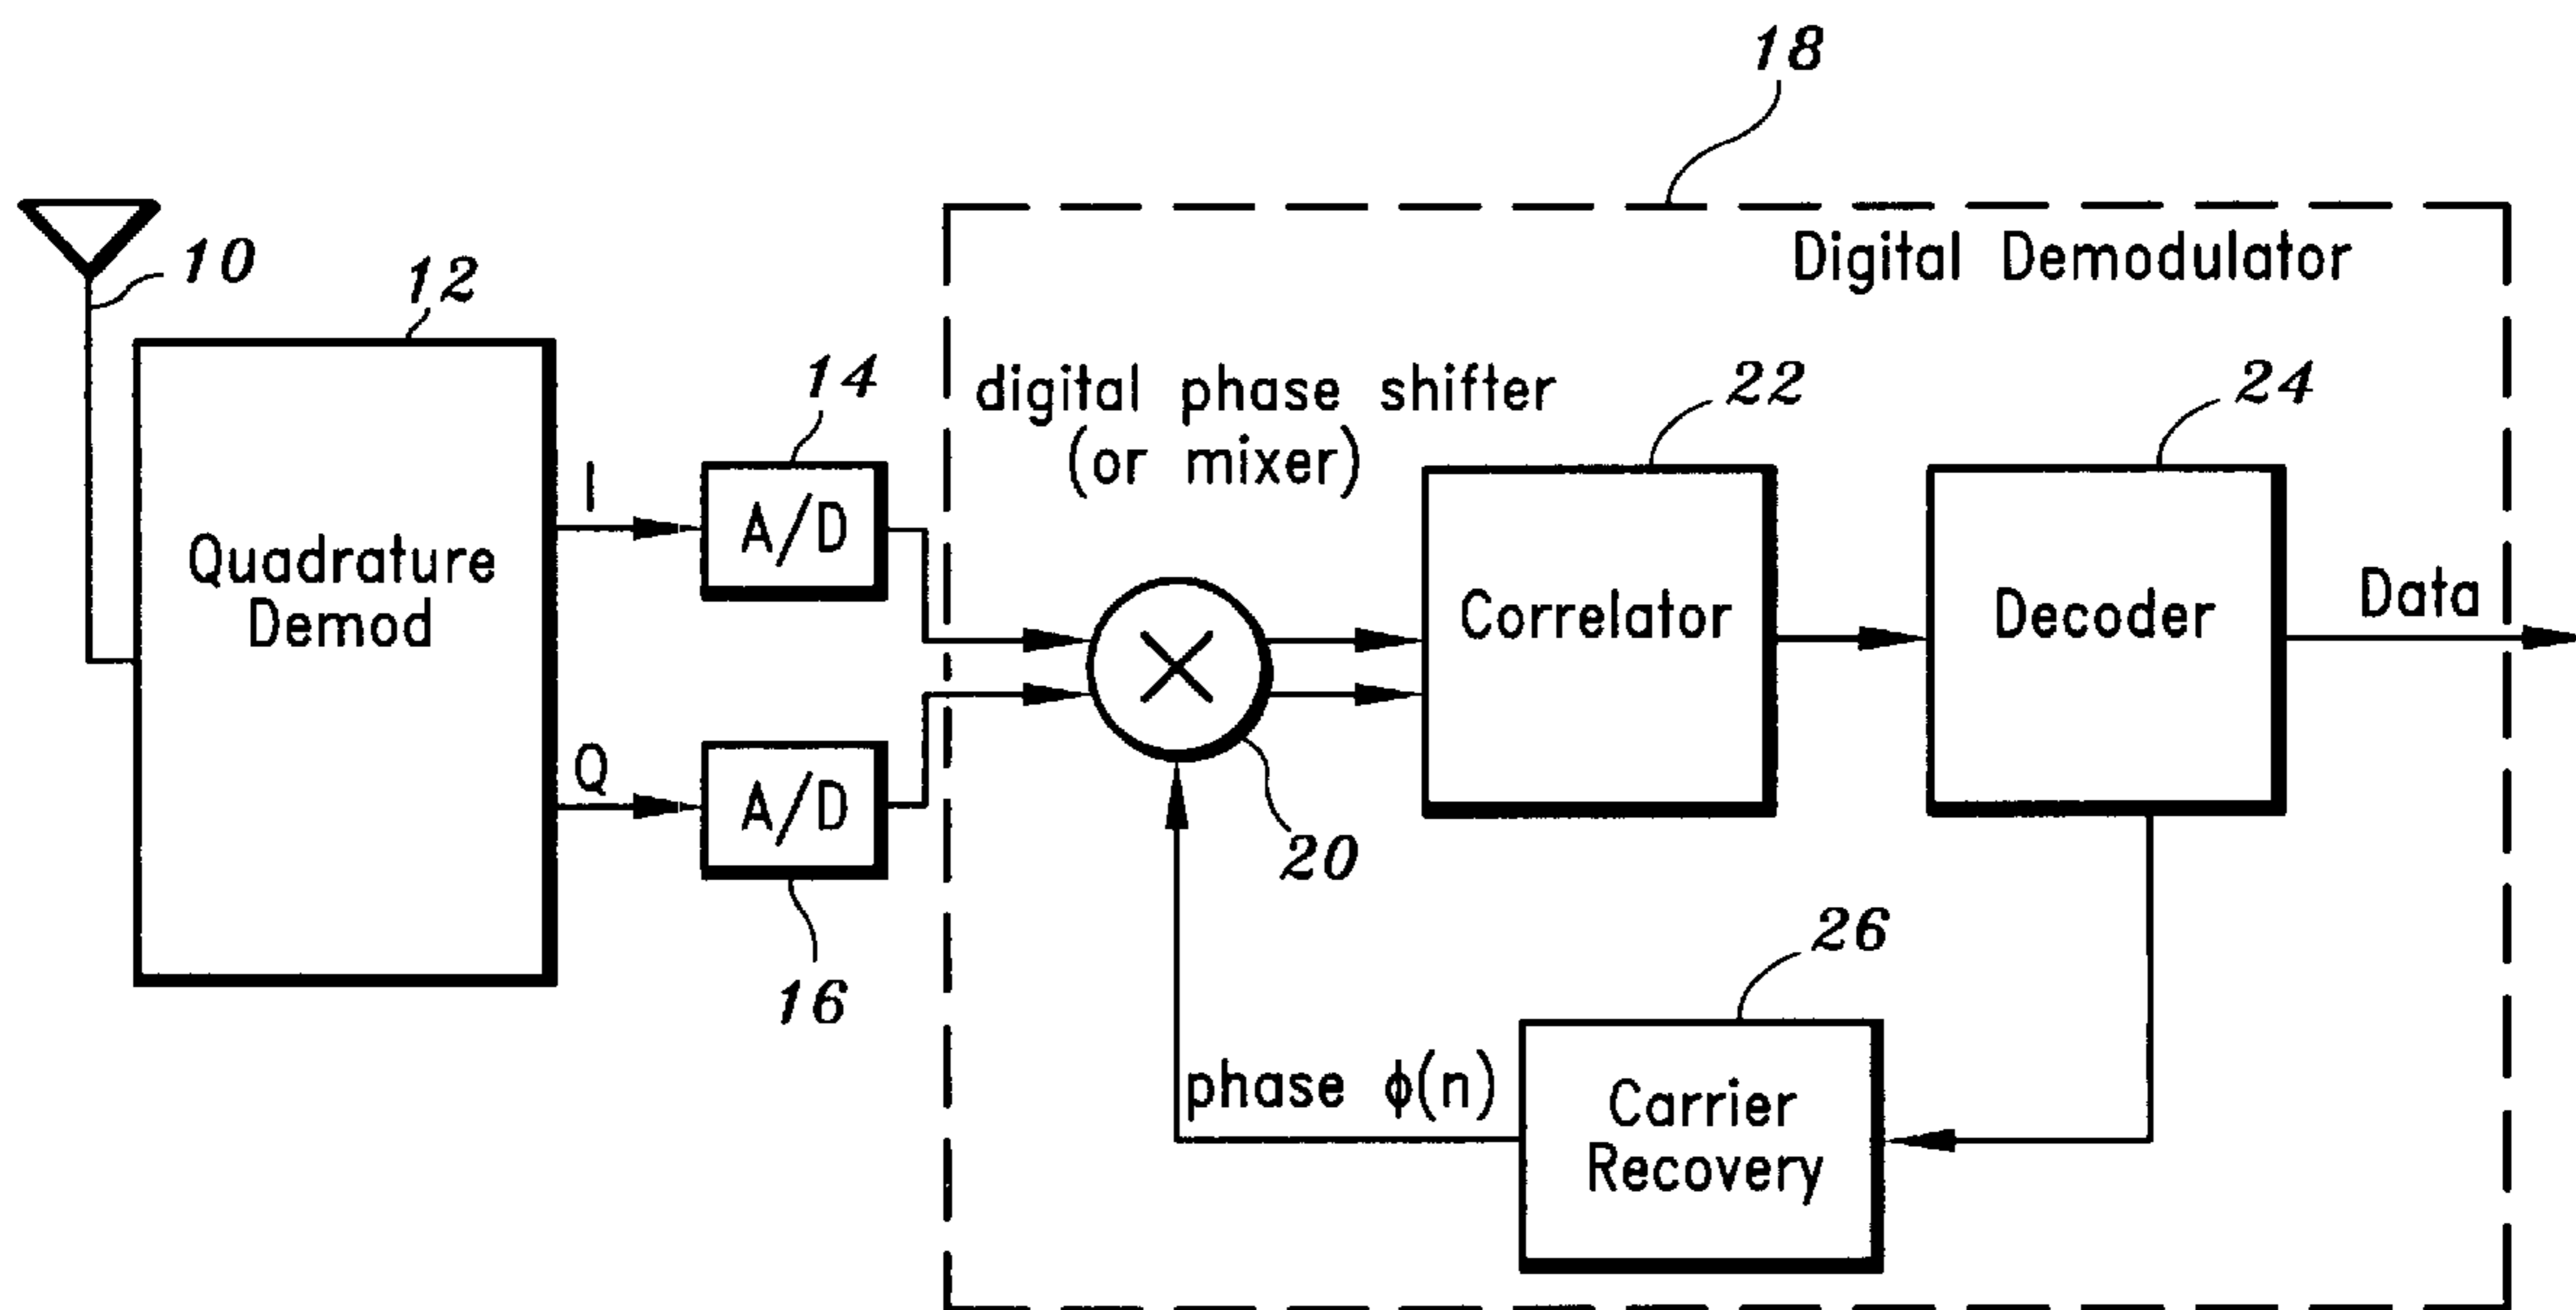 18
10
12
Digital Demodulator
14
digital phase shifter
(or mixer)
22
24
I
A/D
Quadrature
Demod
Correlator
Decoder
Data
Q
A/D
20
16
26
phase ϕ(n)
Carrier
Recovery